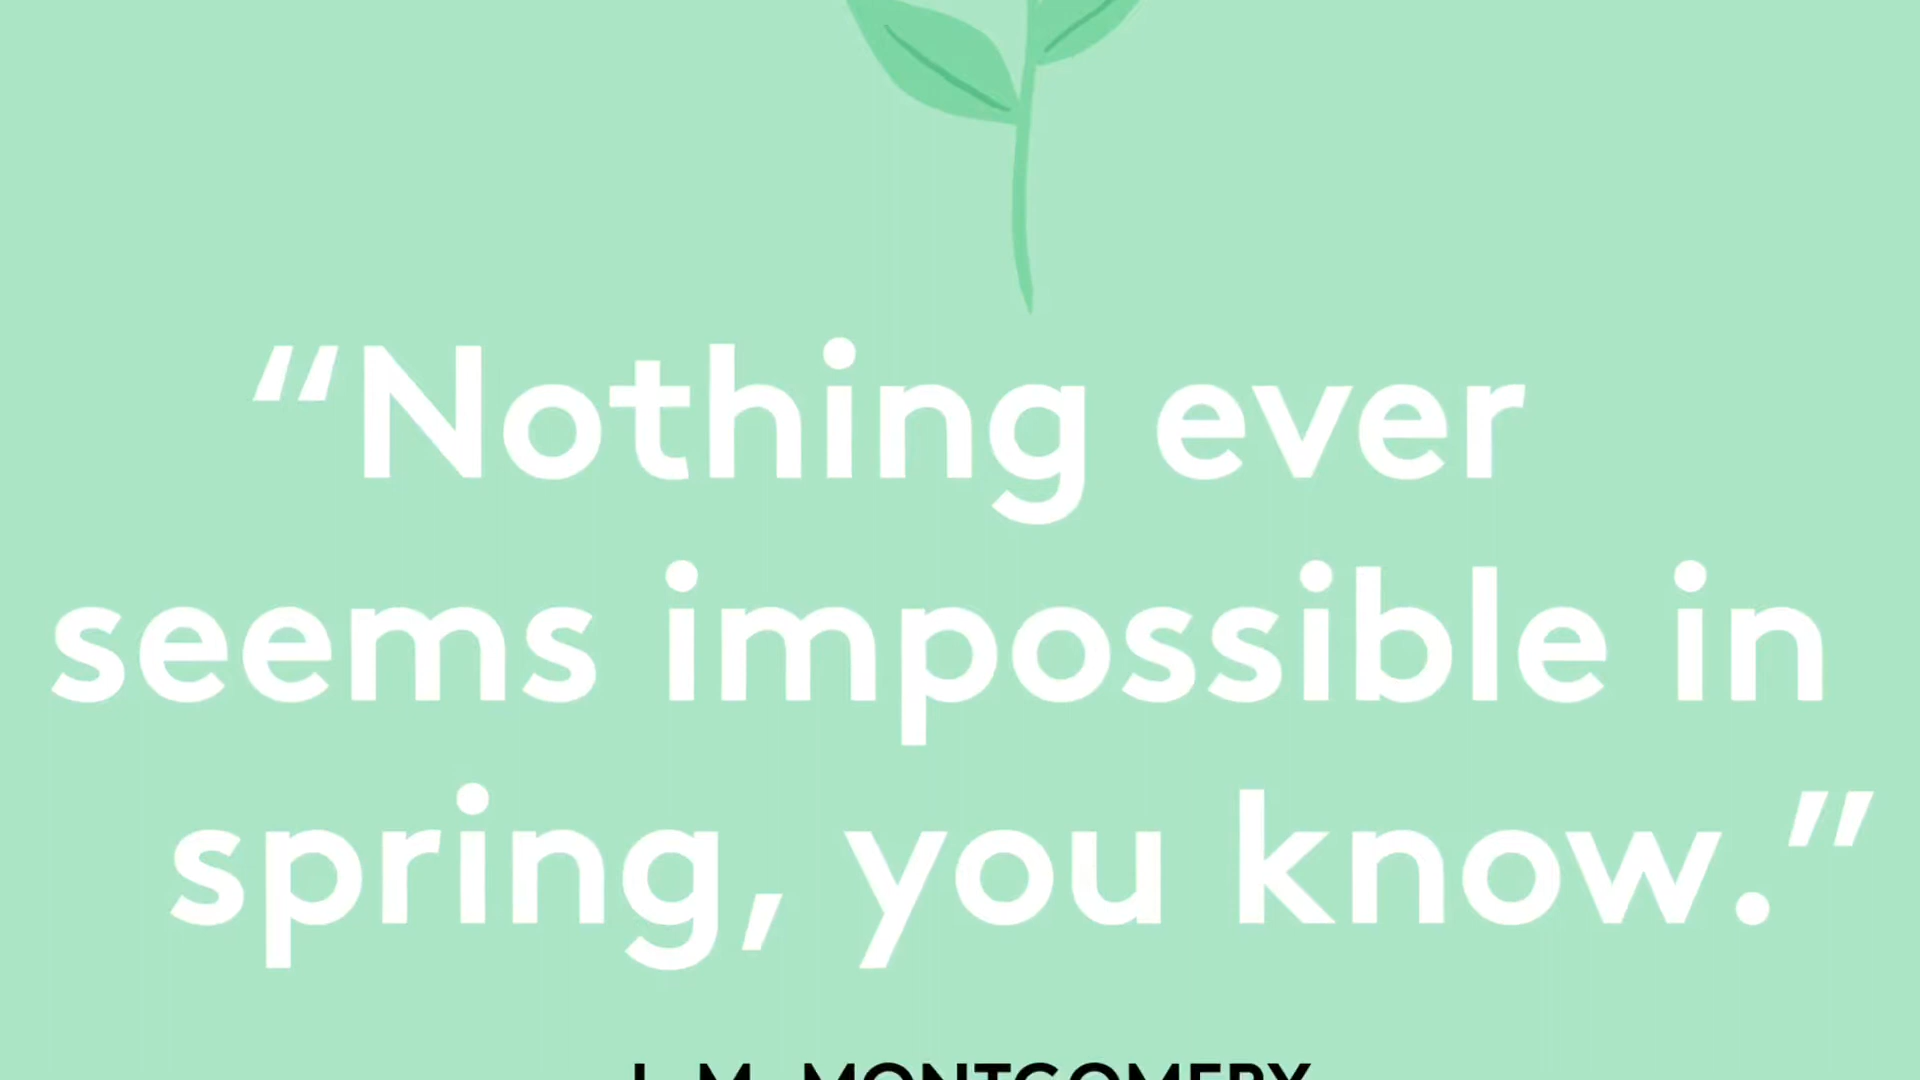 “Nothing ever
seems impossible in
spring, you know.”
L.M. MONTGOMERY